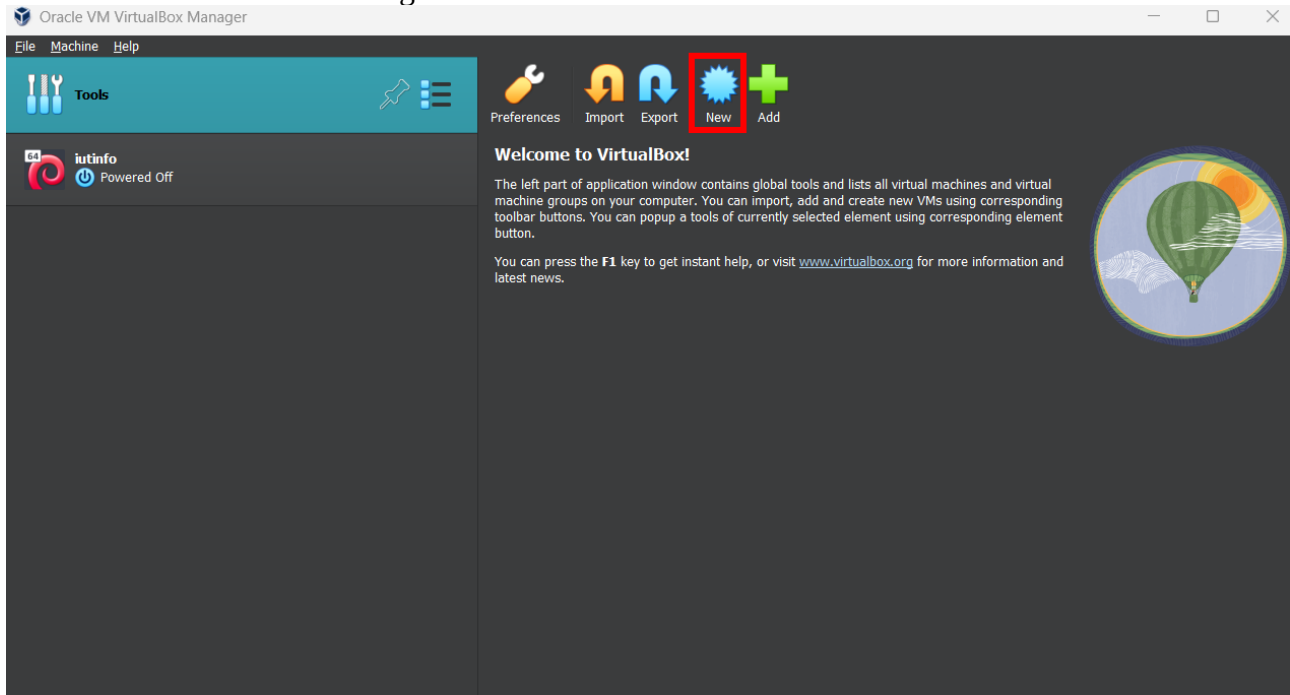 Oracle VM VirtualBox Manager
File Machine Help
Tools
64
iutinfo
Powered Off
Preferences
Import
Export
New
Add
Welcome to VirtualBox!
The left part of application window contains global tools and lists all virtual machines and virtual
machine groups on your computer. You can import, add and create new VMs using corresponding
toolbar buttons. You can popup a tools of currently selected element using corresponding element
button.
You can press the F1 key to get instant help, or visit www.virtualbox.org for more information and
latest news.